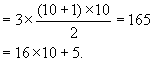 = 3 × (10 + 1) × 10 / 2 = 165
= 16 × 10 + 5.